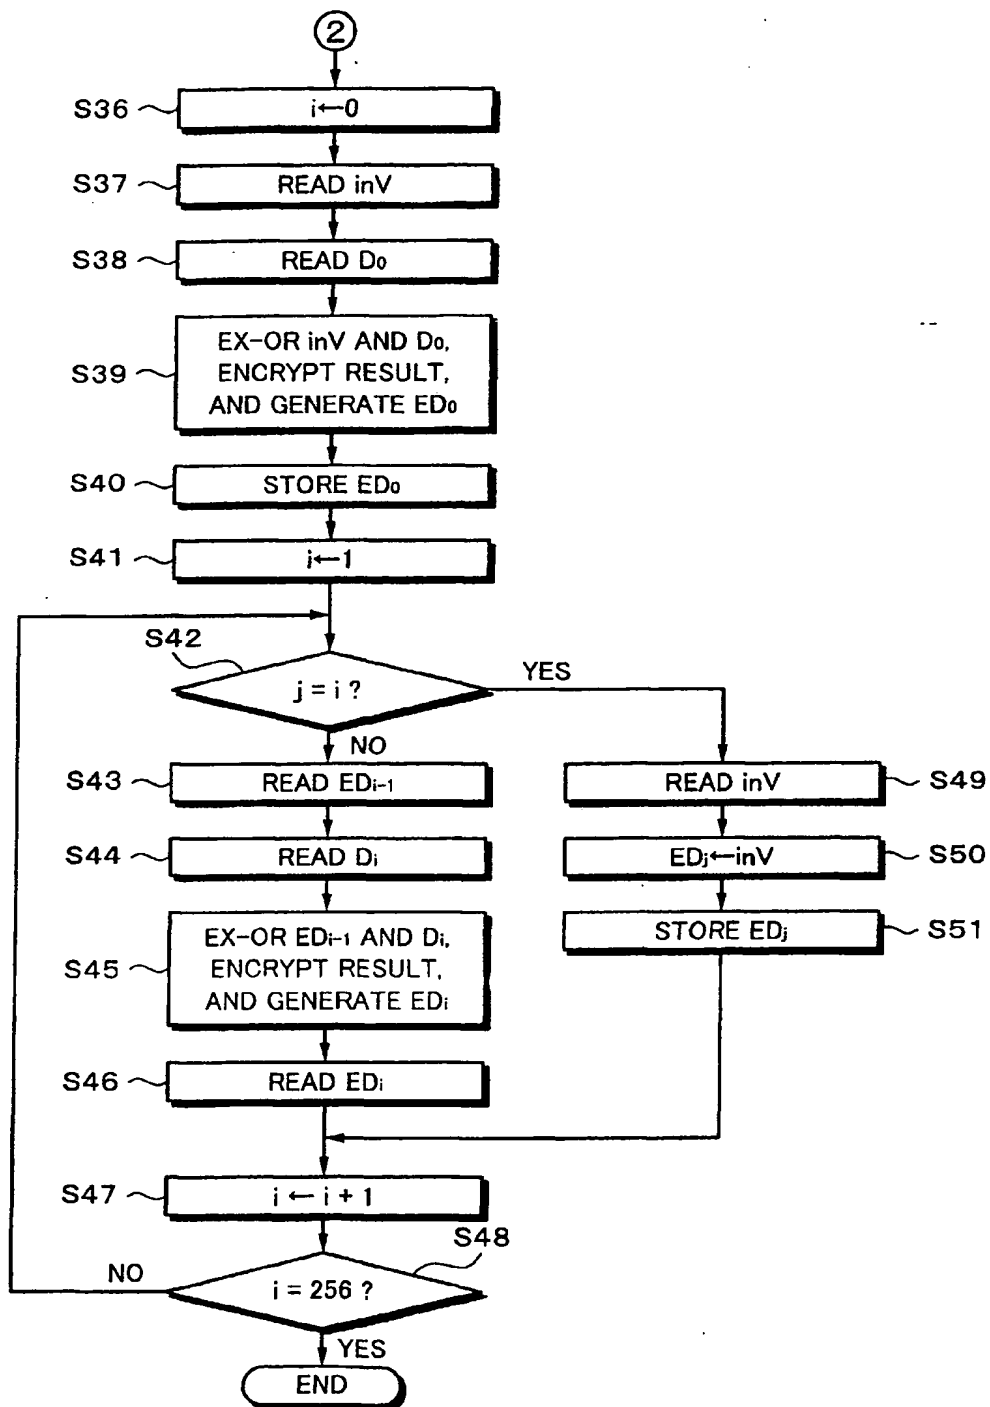 2
S36
i←0
S37
READ inV
S38
READ D₀
S39
EX-OR inV AND D₀,
ENCRYPT RESULT,
AND GENERATE ED₀
S40
STORE ED₀
S41
i←1
S42
j = i ?
YES
NO
S43
READ EDᵢ₋₁
S44
READ Dᵢ
S45
EX-OR EDᵢ₋₁ AND Dᵢ,
ENCRYPT RESULT,
AND GENERATE EDᵢ
S46
READ EDᵢ
READ inV
S49
EDⱼ←inV
S50
STORE EDⱼ
S51
S47
i ← i + 1
S48
i = 256 ?
NO
YES
END